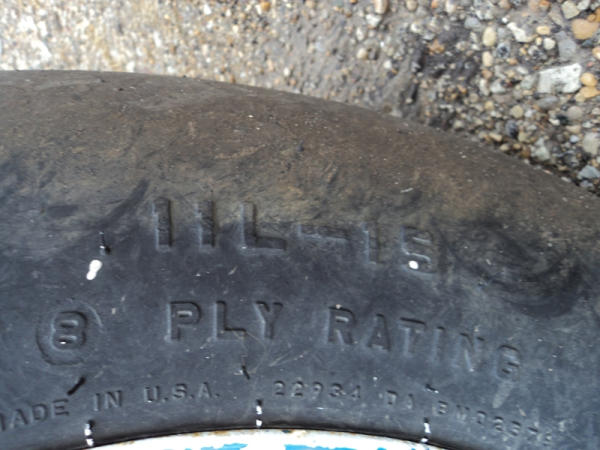 11L-15
8 PLY RATING
MADE IN U.S.A. 22934